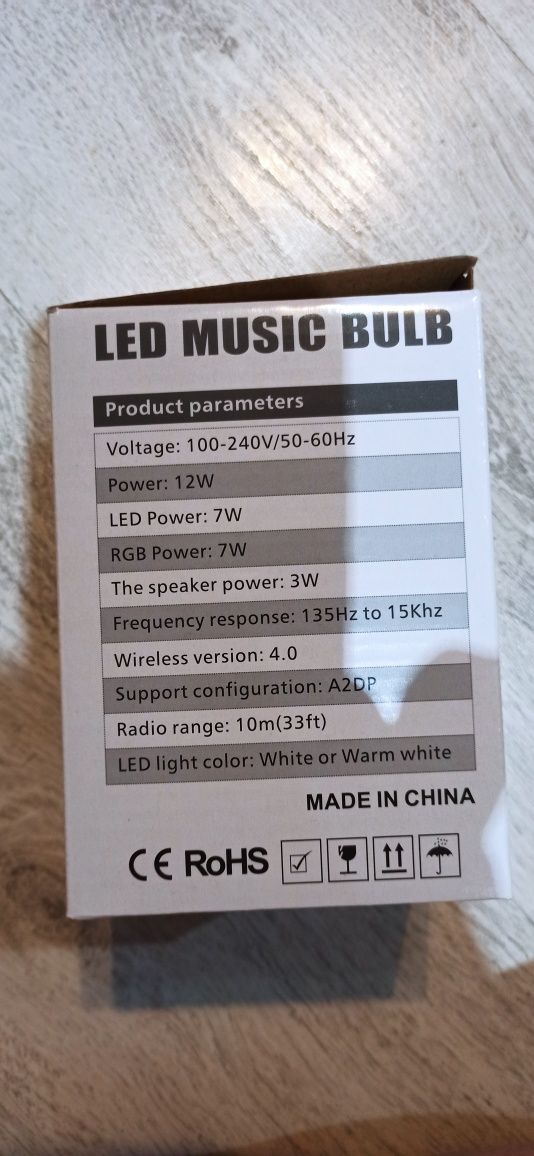 LED MUSIC BULB
Product parameters
Voltage: 100-240V/50-60Hz
Power: 12W
LED Power: 7W
RGB Power: 7W
The speaker power: 3W
Frequency response: 135Hz to 15Khz
Wireless version: 4.0
Support configuration: A2DP
Radio range: 10m(33ft)
LED light color: White or Warm white
MADE IN CHINA
CE RoHS